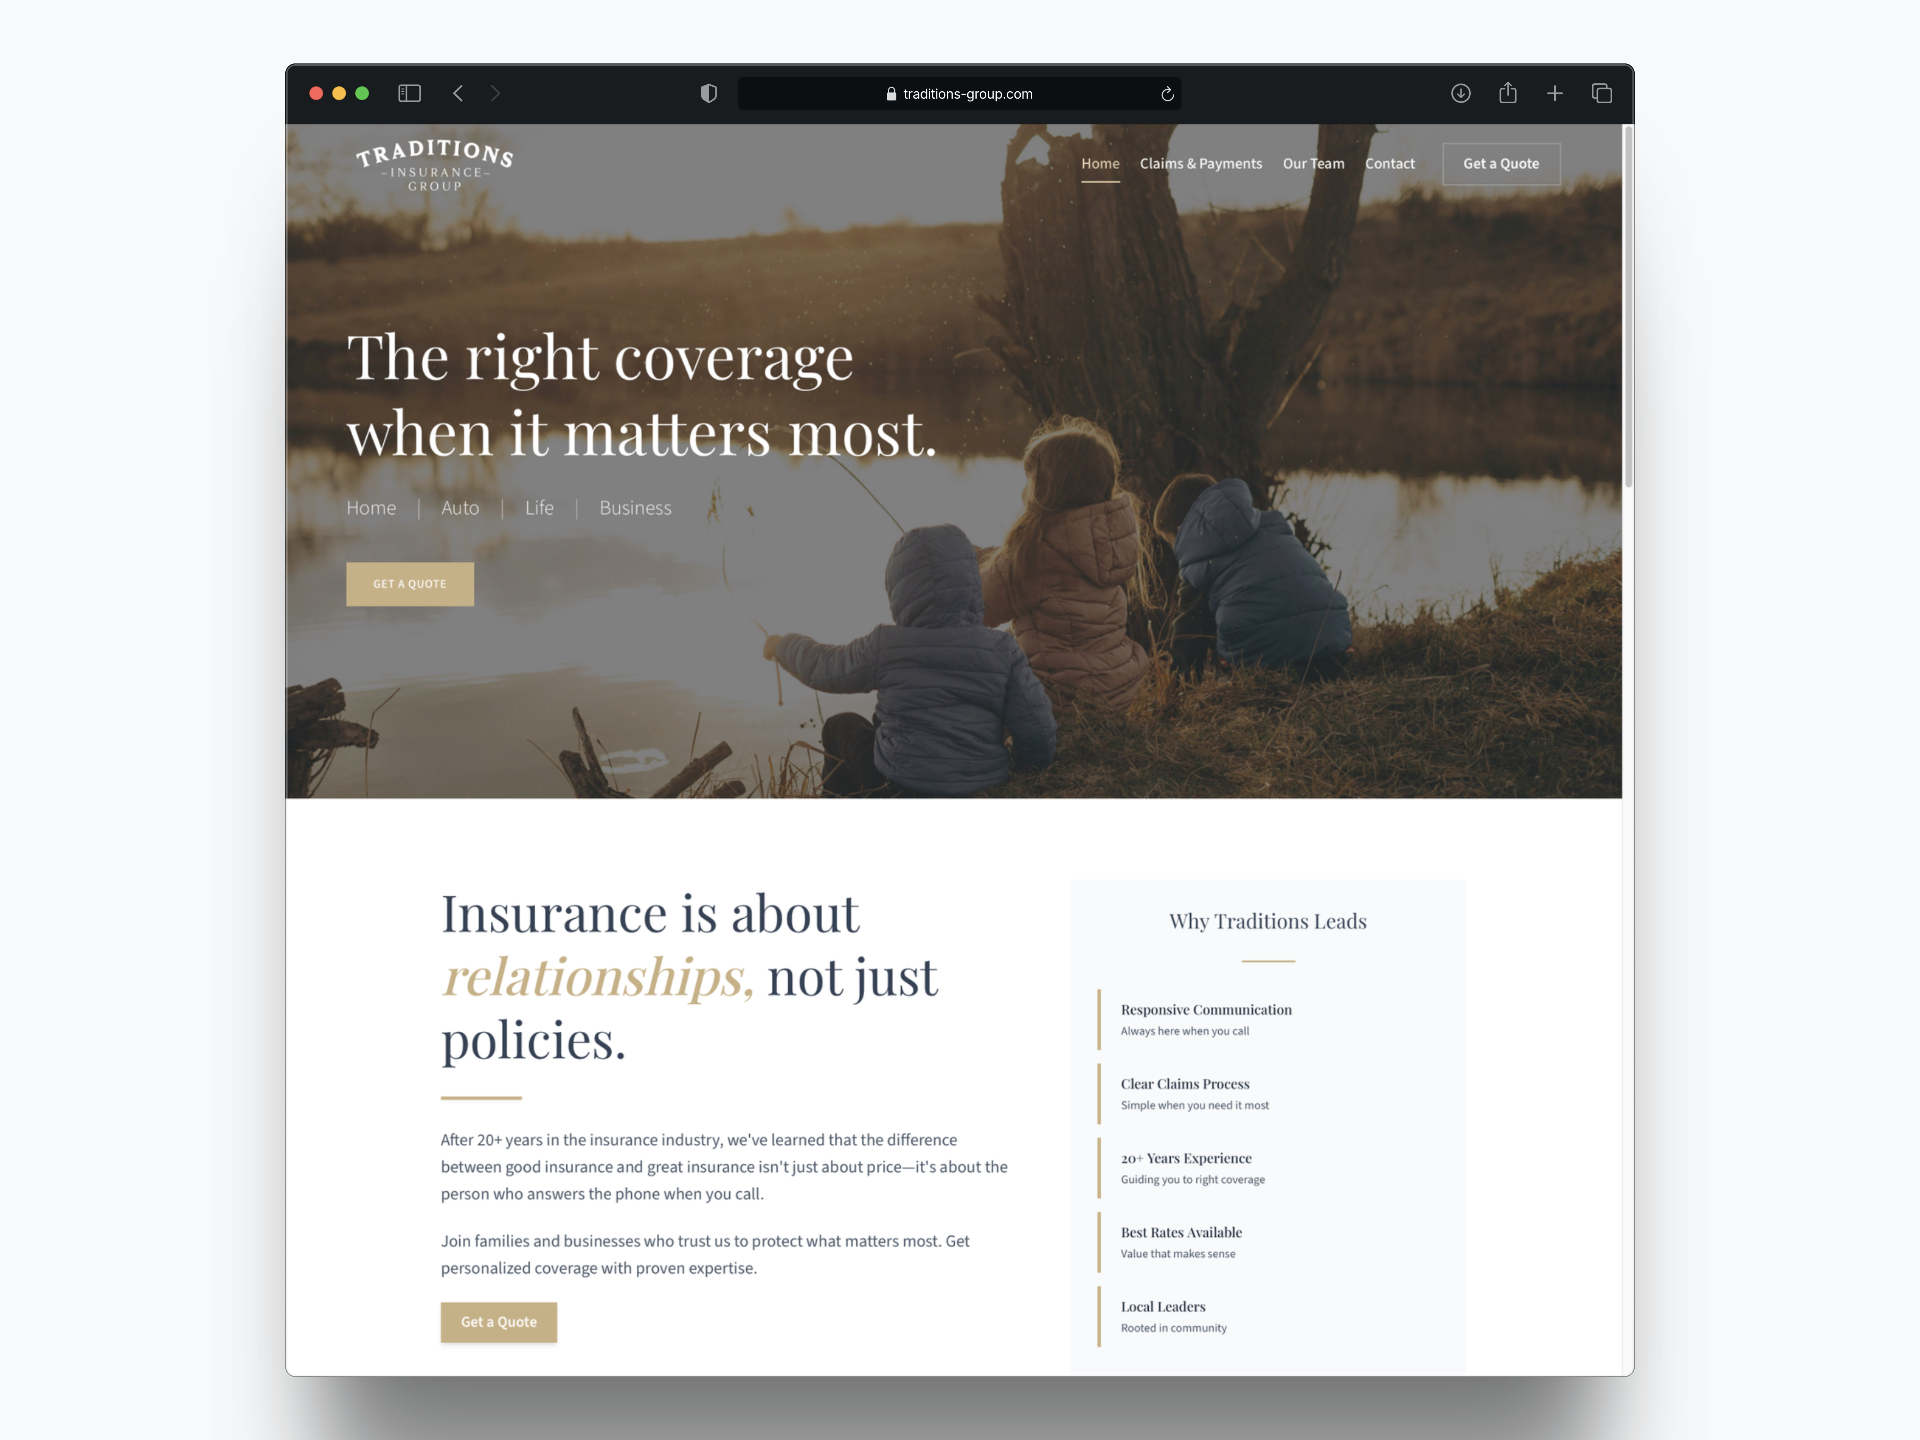 traditions-group.com
TRADITIONS
–INSURANCE–
GROUP
Home
Claims & Payments
Our Team
Contact
Get a Quote
The right coverage
when it matters most.
Home | Auto | Life | Business
GET A QUOTE
Insurance is about
relationships, not just
policies.
After 20+ years in the insurance industry, we've learned that the difference
between good insurance and great insurance isn't just about price—it's about the
person who answers the phone when you call.
Join families and businesses who trust us to protect what matters most. Get
personalized coverage with proven expertise.
Get a Quote
Why Traditions Leads
Responsive Communication
Always here when you call
Clear Claims Process
Simple when you need it most
20+ Years Experience
Guiding you to right coverage
Best Rates Available
Value that makes sense
Local Leaders
Rooted in community